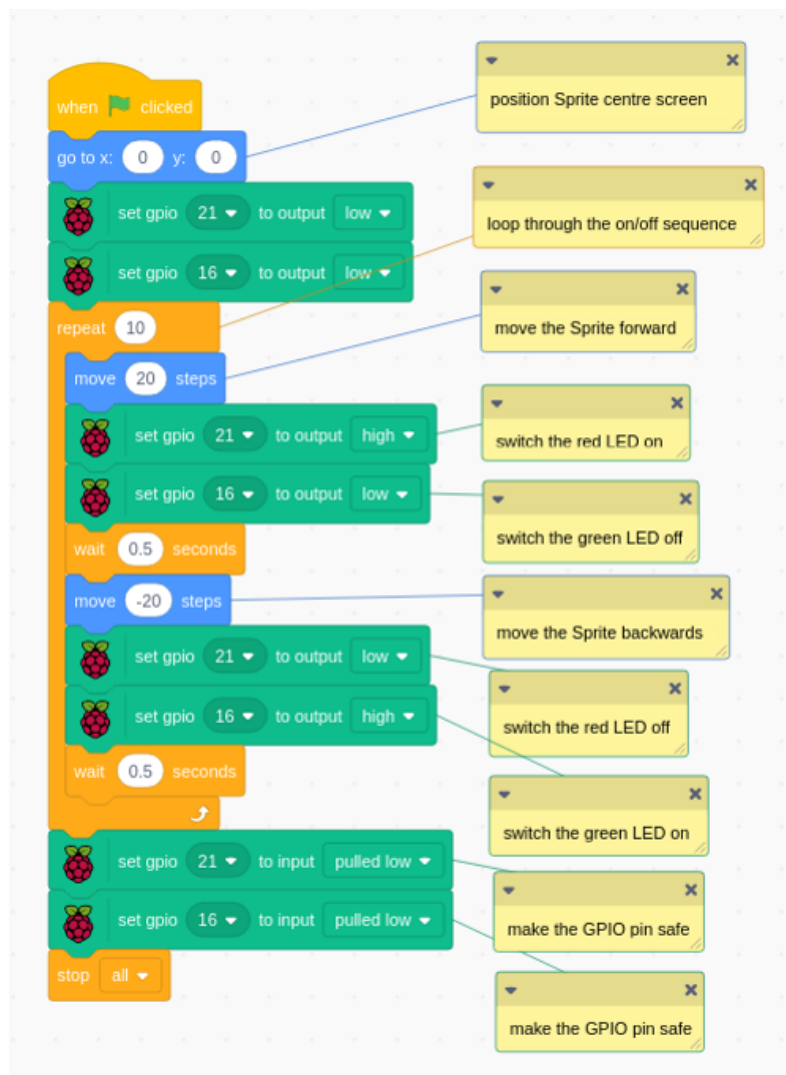 when clicked
position Sprite centre screen
go to x: 0 y: 0
set gpio 21 to output low
loop through the on/off sequence
set gpio 16 to output low
repeat 10
move the Sprite forward
move 20 steps
set gpio 21 to output high
switch the red LED on
set gpio 16 to output low
switch the green LED off
wait 0.5 seconds
move -20 steps
move the Sprite backwards
set gpio 21 to output low
switch the red LED off
set gpio 16 to output high
wait 0.5 seconds
switch the green LED on
set gpio 21 to input pulled low
make the GPIO pin safe
set gpio 16 to input pulled low
stop all
make the GPIO pin safe